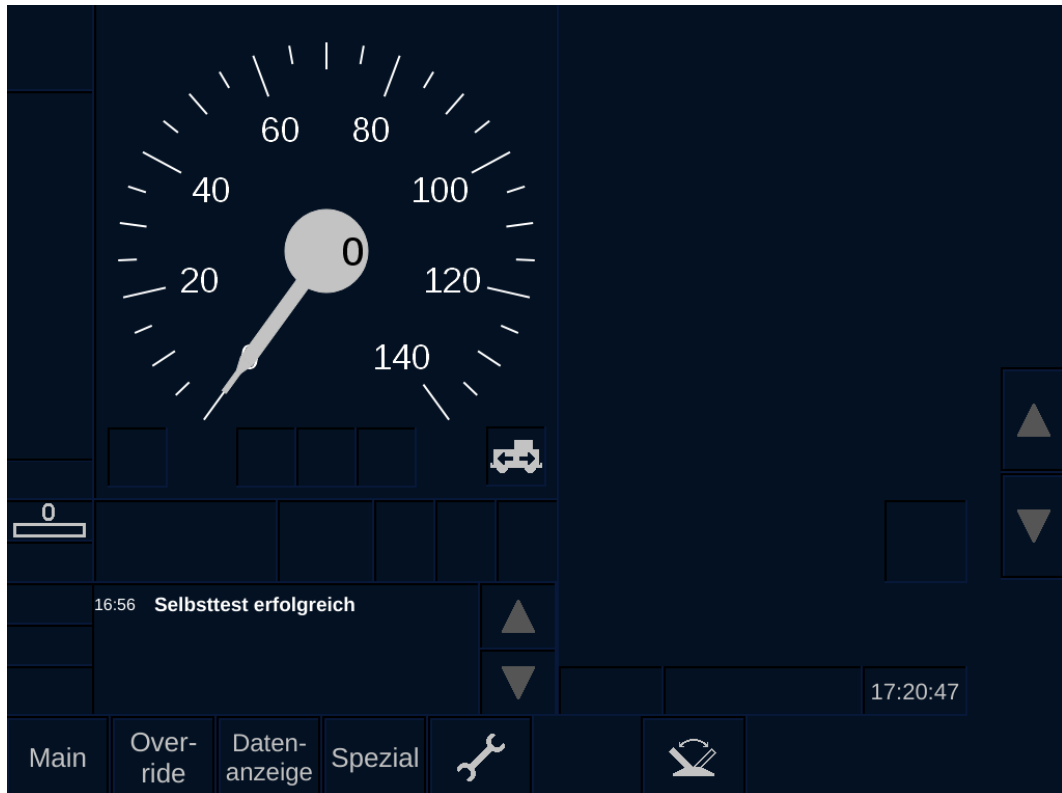 60 80
40 100
0
20 120
0 140
0
16:56 Selbsttest erfolgreich
17:20:47
Main
Over-
ride
Daten-
anzeige
Spezial